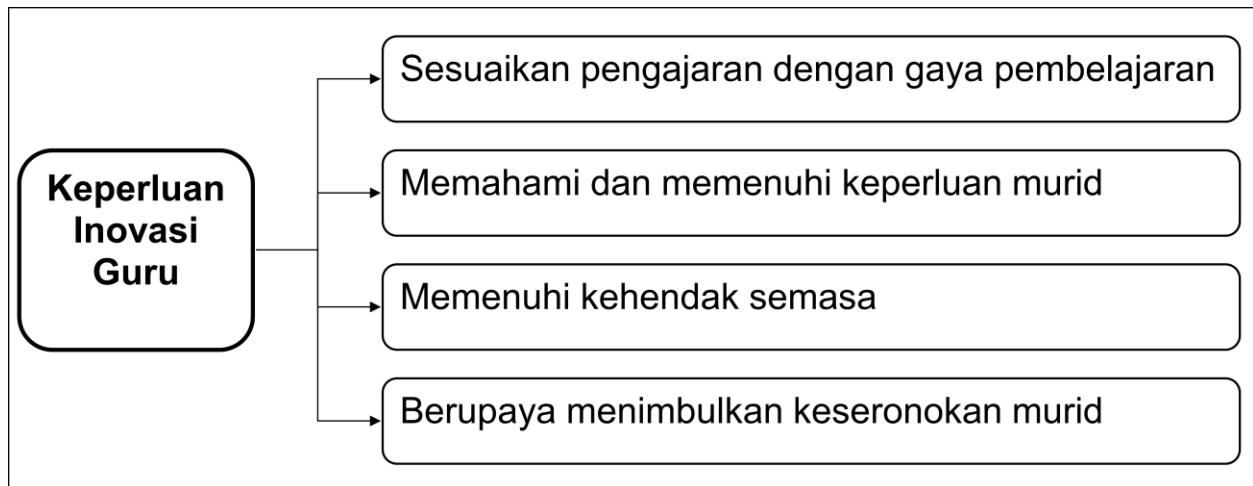 Keperluan
Inovasi
Guru
Sesuaikan pengajaran dengan gaya pembelajaran
Memahami dan memenuhi keperluan murid
Memenuhi kehendak semasa
Berupaya menimbulkan keseronokan murid